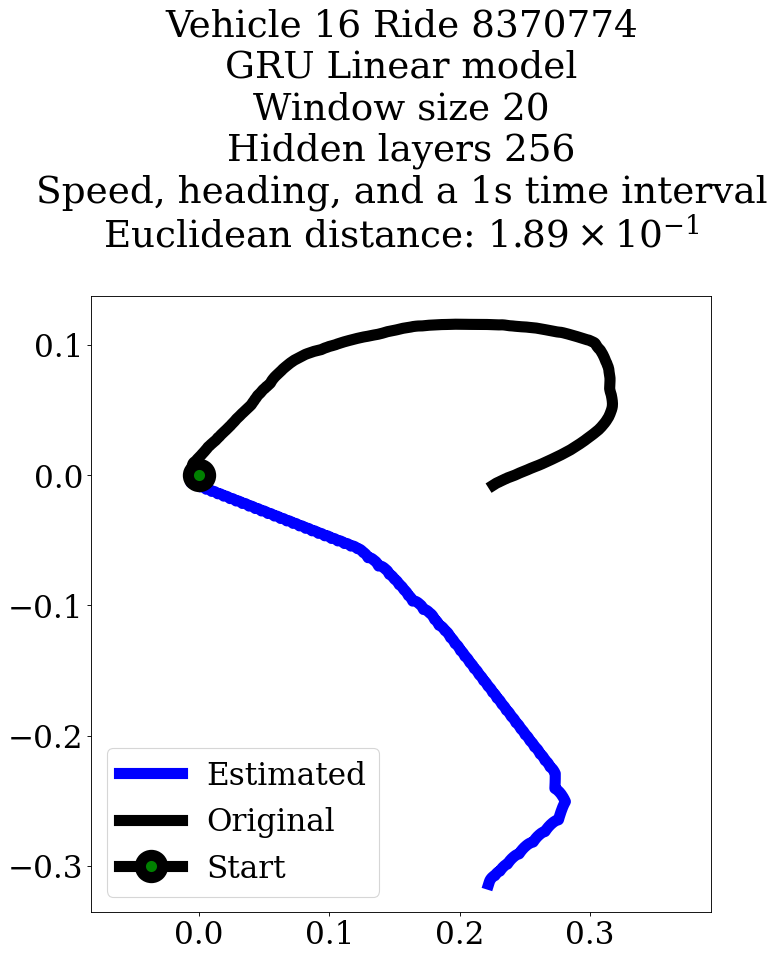 Vehicle 16 Ride 8370774
GRU Linear model
Window size 20
Hidden layers 256
Speed, heading, and a 1s time interval
Euclidean distance: 1.89 × 10⁻¹
0.1
0.0
−0.1
−0.2
−0.3
Estimated
Original
Start
0.0 0.1 0.2 0.3